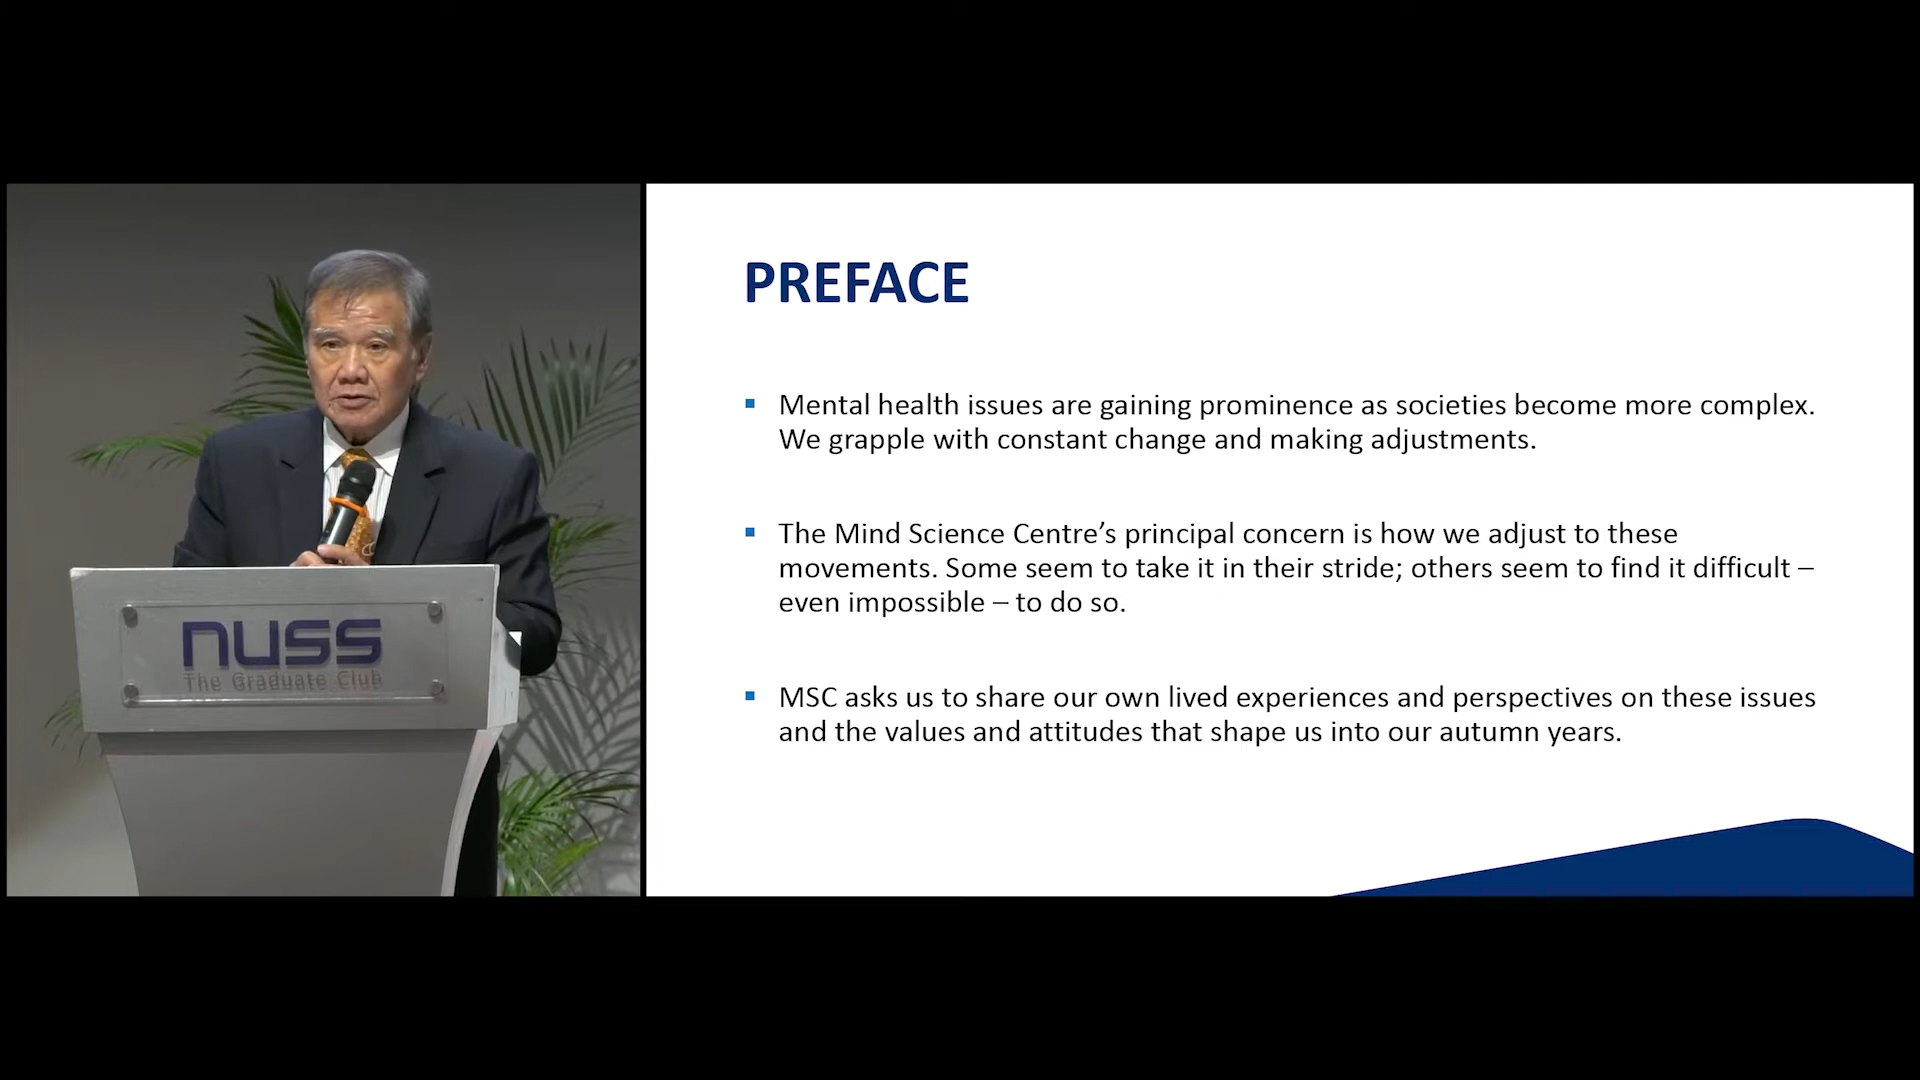 nuss
The Graduate Club
PREFACE
Mental health issues are gaining prominence as societies become more complex.
We grapple with constant change and making adjustments.
The Mind Science Centre’s principal concern is how we adjust to these
movements. Some seem to take it in their stride; others seem to find it difficult –
even impossible – to do so.
MSC asks us to share our own lived experiences and perspectives on these issues
and the values and attitudes that shape us into our autumn years.